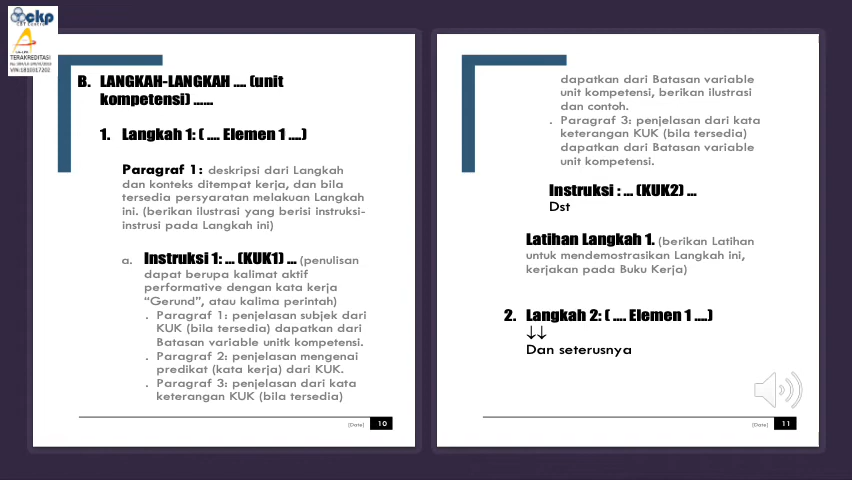 ckp
TERAKREDITASI
B. LANGKAH-LANGKAH .... (unit
kompetensi) ......
1. Langkah 1: ( .... Elemen 1 ....)
Paragraf 1: deskripsi dari Langkah
dan konteks ditempat kerja, dan bila
tersedia persyaratan melakuan Langkah
ini. (berikan ilustrasi yang berisi instruksi-
instrusi pada Langkah ini)
a. Instruksi 1: ... (KUK1) ... (penulisan
dapat berupa kalimat aktif
performative dengan kata kerja
“Gerund”, atau kalima perintah)
. Paragraf 1: penjelasan subjek dari
KUK (bila tersedia) dapatkan dari
Batasan variable unitk kompetensi.
. Paragraf 2: penjelasan mengenai
predikat (kata kerja) dari KUK.
. Paragraf 3: penjelasan dari kata
keterangan KUK (bila tersedia)
[Date] 10
dapatkan dari Batasan variable
unit kompetensi, berikan ilustrasi
dan contoh.
. Paragraf 3: penjelasan dari kata
keterangan KUK (bila tersedia)
dapatkan dari Batasan variable
unit kompetensi.
Instruksi : ... (KUK2) ...
Dst
Latihan Langkah 1. (berikan Latihan
untuk mendemostrasikan Langkah ini,
kerjakan pada Buku Kerja)
2. Langkah 2: ( .... Elemen 1 ....)
↓↓
Dan seterusnya
[Date] 11